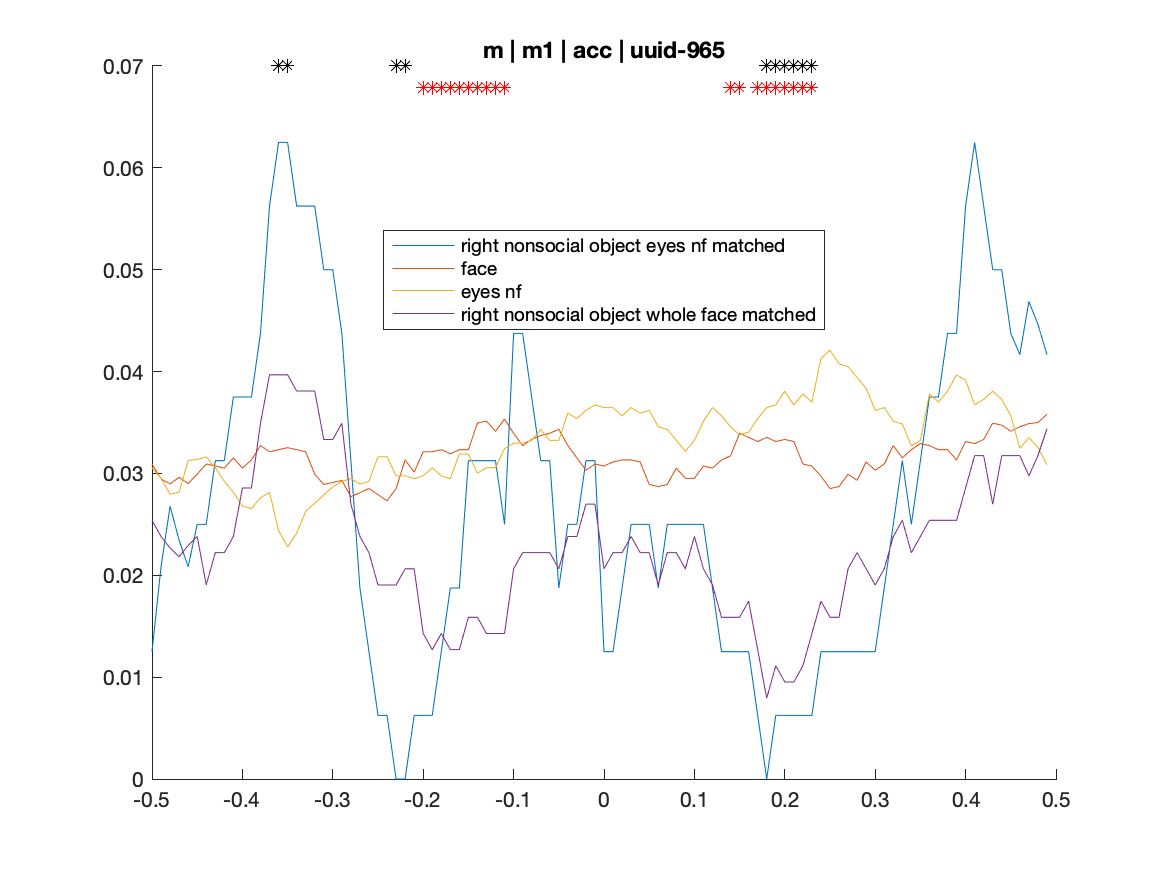 m | m1 | acc | uuid-965
0.07
0.06
0.05
0.04
0.03
0.02
0.01
0
right nonsocial object eyes nf matched
face
eyes nf
right nonsocial object whole face matched
-0.5 -0.4 -0.3 -0.2 -0.1 0 0.1 0.2 0.3 0.4 0.5